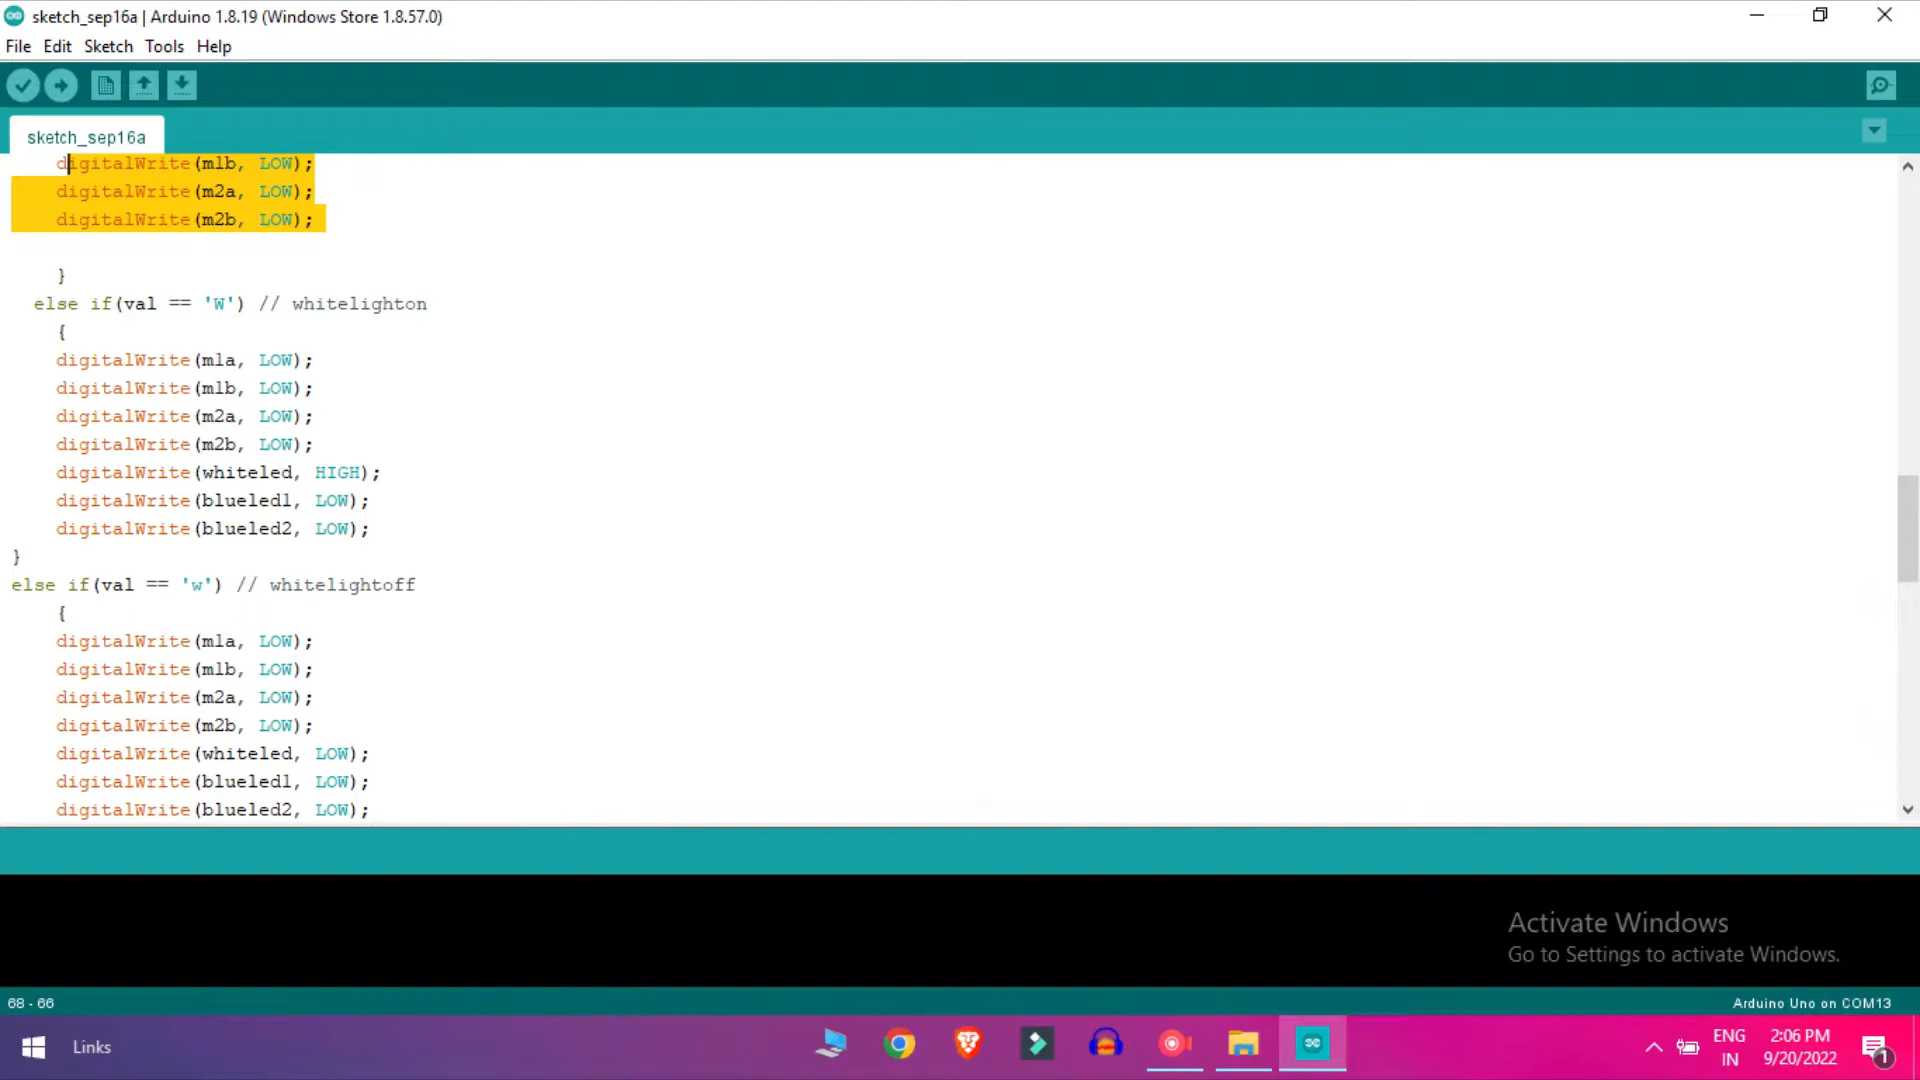 sketch_sep16a | Arduino 1.8.19 (Windows Store 1.8.57.0)
File Edit Sketch Tools Help
sketch_sep16a
digitalWrite(m1b, LOW);
digitalWrite(m2a, LOW);
digitalWrite(m2b, LOW);
}
else if(val == 'W') // whitelighton
{
digitalWrite(m1a, LOW);
digitalWrite(m1b, LOW);
digitalWrite(m2a, LOW);
digitalWrite(m2b, LOW);
digitalWrite(whiteled, HIGH);
digitalWrite(blueled1, LOW);
digitalWrite(blueled2, LOW);
}
else if(val == 'w') // whitelightoff
{
digitalWrite(m1a, LOW);
digitalWrite(m1b, LOW);
digitalWrite(m2a, LOW);
digitalWrite(m2b, LOW);
digitalWrite(whiteled, LOW);
digitalWrite(blueled1, LOW);
digitalWrite(blueled2, LOW);
Activate Windows
Go to Settings to activate Windows.
68 - 66
Arduino Uno on COM13
Links
ENG
IN
2:06 PM
9/20/2022
1